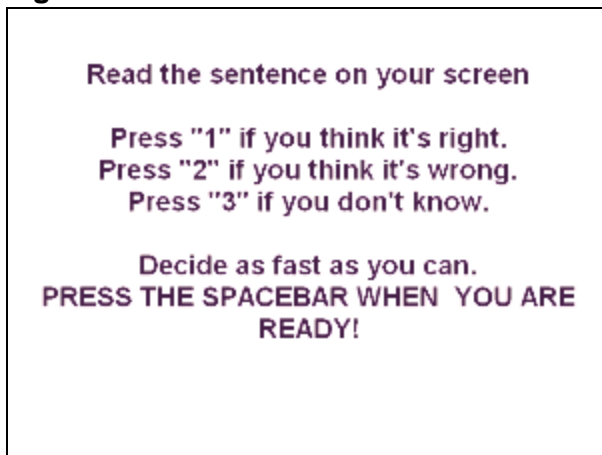 Read the sentence on your screen
Press "1" if you think it's right.
Press "2" if you think it's wrong.
Press "3" if you don't know.
Decide as fast as you can.
PRESS THE SPACEBAR WHEN  YOU ARE
READY!